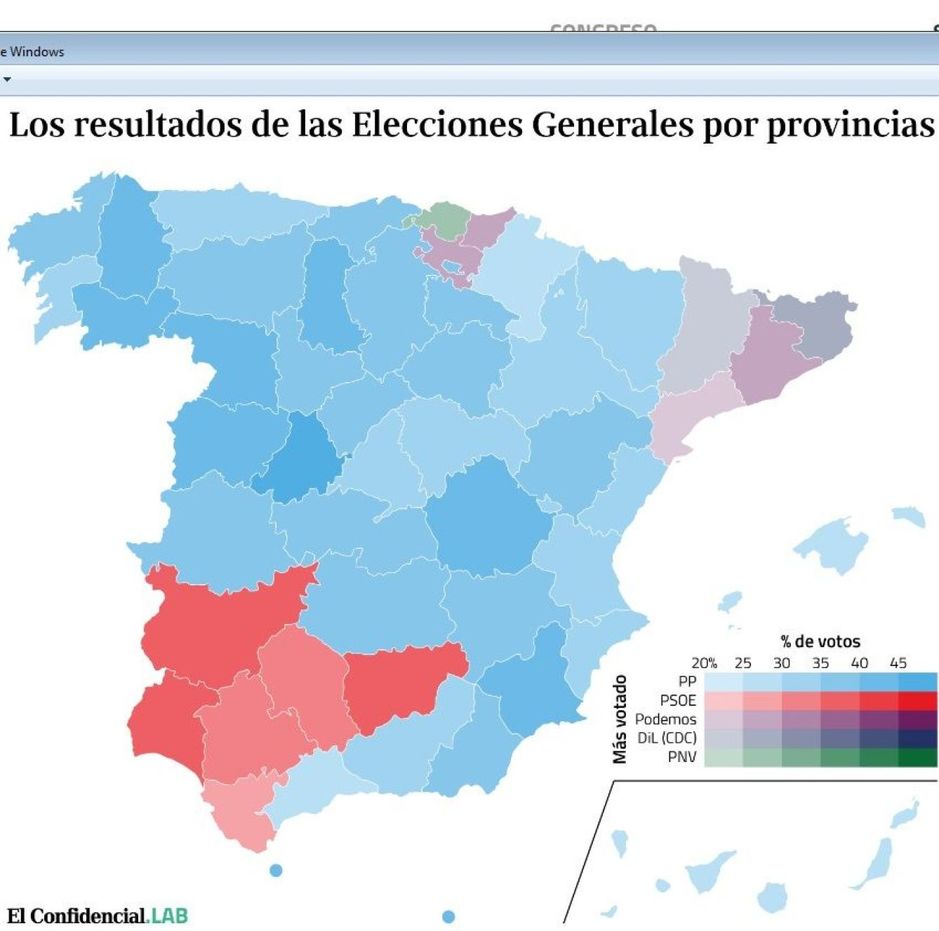 CONGRESO
e Windows
Los resultados de las Elecciones Generales por provincias
% de votos
20% 25 30 35 40 45
Más votado
PP
PSOE
Podemos
DiL (CDC)
PNV
El Confidencial.LAB